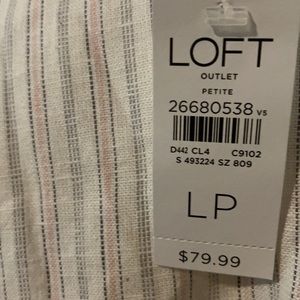 LOFT
OUTLET
PETITE
26680538 V5
D442 CL4 C9102
S 493224 SZ 809
LP
$79.99